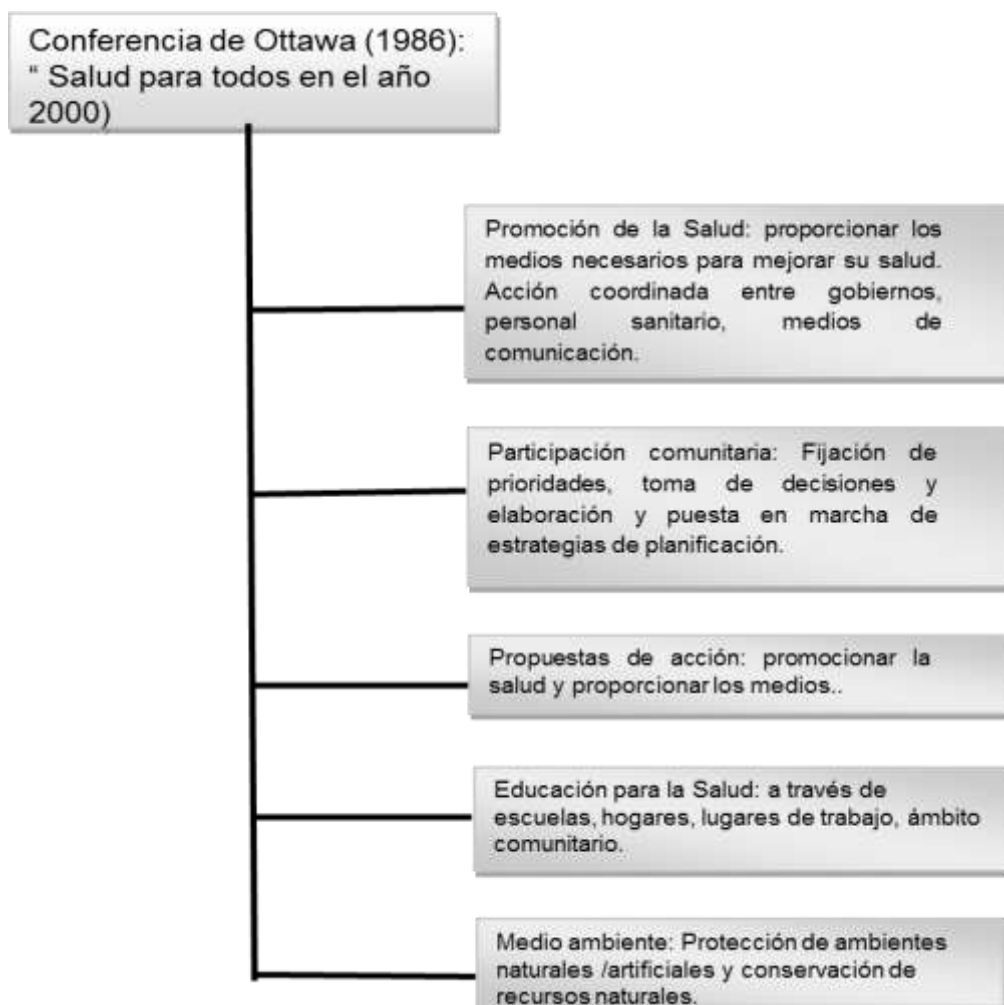 Conferencia de Ottawa (1986):
“ Salud para todos en el año
2000)
Promoción de la Salud: proporcionar los
medios necesarios para mejorar su salud.
Acción coordinada entre gobiernos,
personal sanitario, medios de
comunicación.
Participación comunitaria: Fijación de
prioridades, toma de decisiones y
elaboración y puesta en marcha de
estrategias de planificación.
Propuestas de acción: promocionar la
salud y proporcionar los medios..
Educación para la Salud: a través de
escuelas, hogares, lugares de trabajo, ámbito
comunitario.
Medio ambiente: Protección de ambientes
naturales /artificiales y conservación de
recursos naturales.